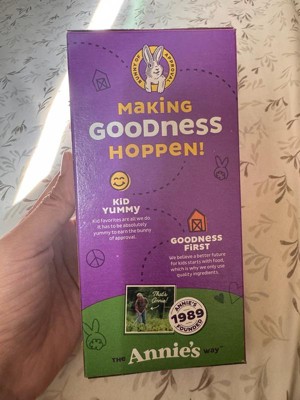 BUNNY OF APPROVAL
MAKING
GOODNESS
HOPPEN!
KID
YUMMY
Kid favorites are all we do.
It has to be absolutely
yummy to earn the bunny
of approval.
GOODNESS
FIRST
We believe a better future
for kids starts with food,
which is why we only use
quality ingredients.
That's
Annie!
ANNIE'S
1989
FOUNDED
THE Annie's WAY